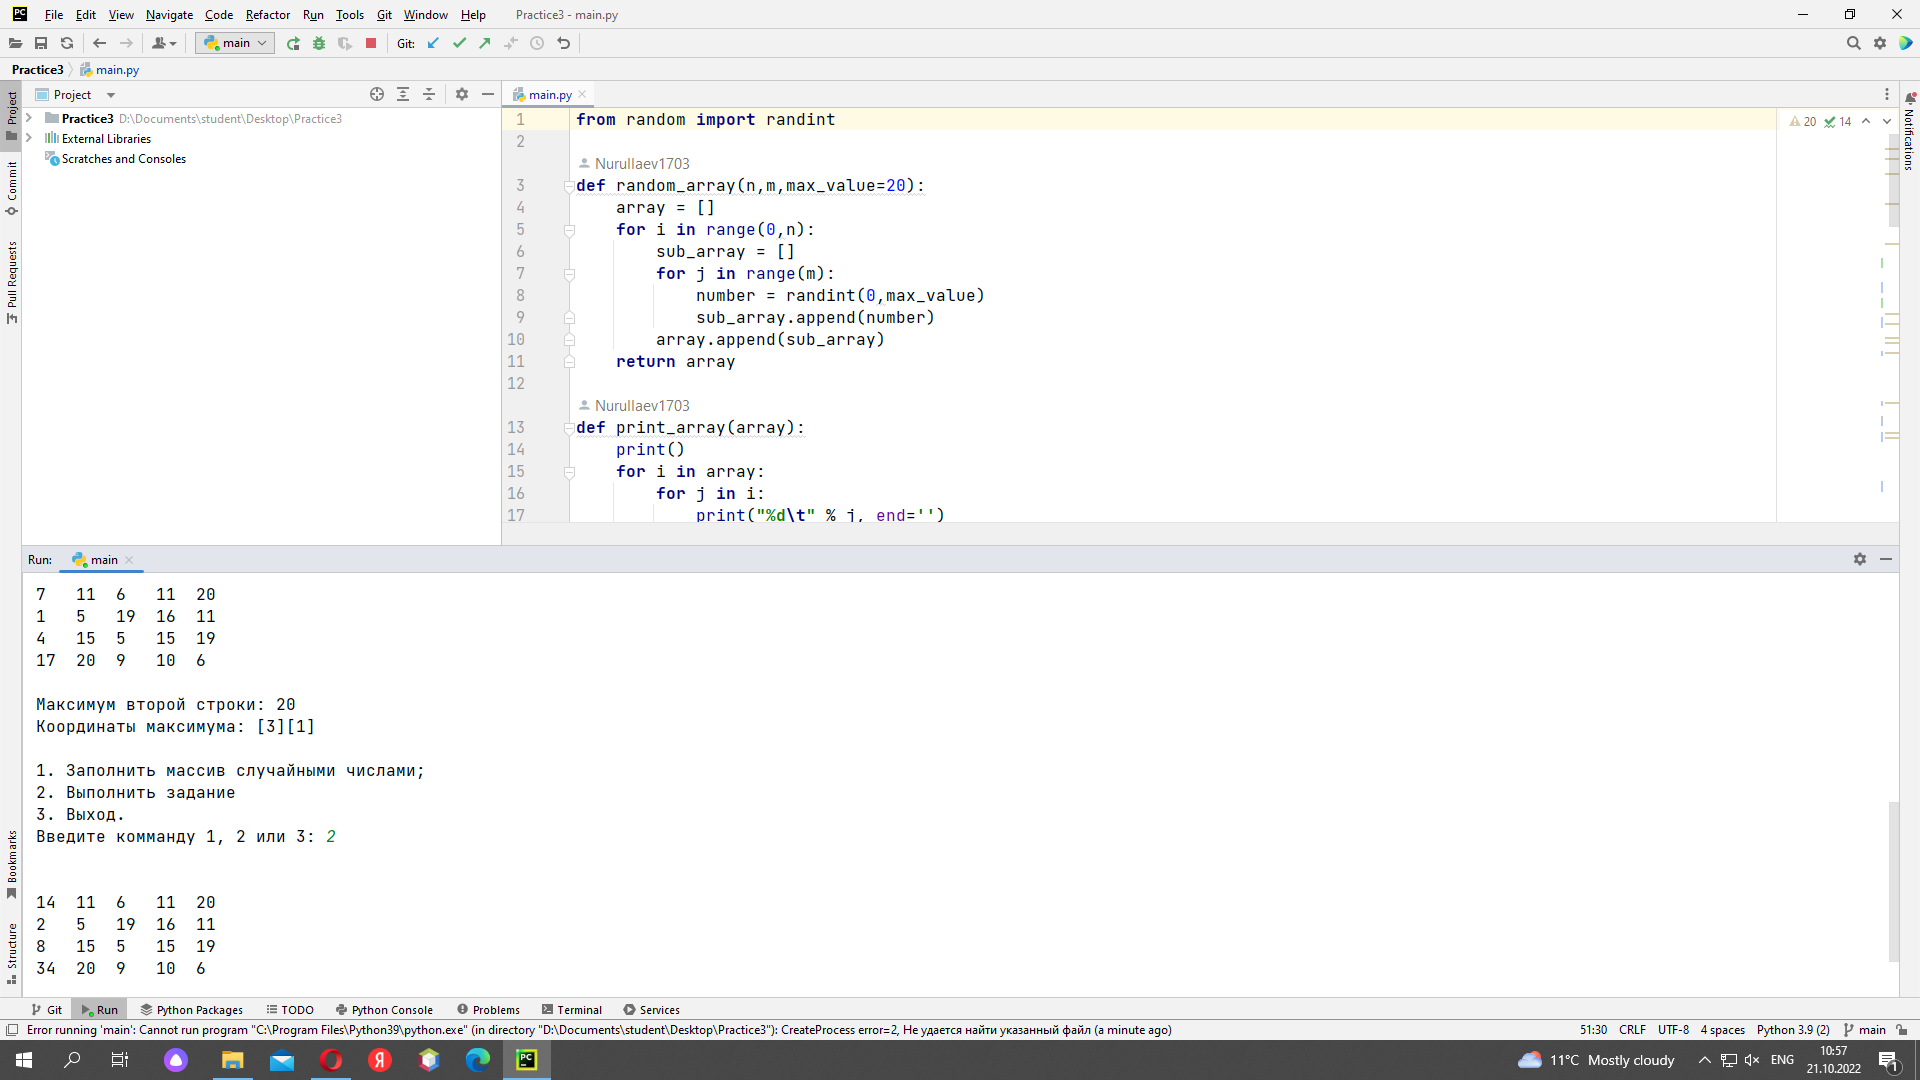 PC File Edit View Navigate Code Refactor Run Tools Git Window Help Practice3 - main.py
main Git:
Practice3 main.py
Project
main.py
Practice3 D:\Documents\student\Desktop\Practice3
External Libraries
Scratches and Consoles
Project
Commit
Pull Requests
Bookmarks
Structure
Notifications
20 14
1 from random import randint
2
Nurullaev1703
3 def random_array(n,m,max_value=20):
4 array = []
5 for i in range(0,n):
6 sub_array = []
7 for j in range(m):
8 number = randint(0,max_value)
9 sub_array.append(number)
10 array.append(sub_array)
11 return array
12
Nurullaev1703
13 def print_array(array):
14 print()
15 for i in array:
16 for j in i:
17 print("%d\t" % j, end='')
Run: main
7 11 6 11 20
1 5 19 16 11
4 15 5 15 19
17 20 9 10 6
Максимум второй строки: 20
Координаты максимума: [3][1]
1. Заполнить массив случайными числами;
2. Выполнить задание
3. Выход.
Введите комманду 1, 2 или 3: 2
14 11 6 11 20
2 5 19 16 11
8 15 5 15 19
34 20 9 10 6
Git Run Python Packages TODO Python Console Problems Terminal Services
Error running 'main': Cannot run program "C:\Program Files\Python39\python.exe" (in directory "D:\Documents\student\Desktop\Practice3"): CreateProcess error=2, Не удается найти указанный файл (a minute ago)
51:30 CRLF UTF-8 4 spaces Python 3.9 (2) main
Я PC 11°C Mostly cloudy ENG
10:57
21.10.2022
1